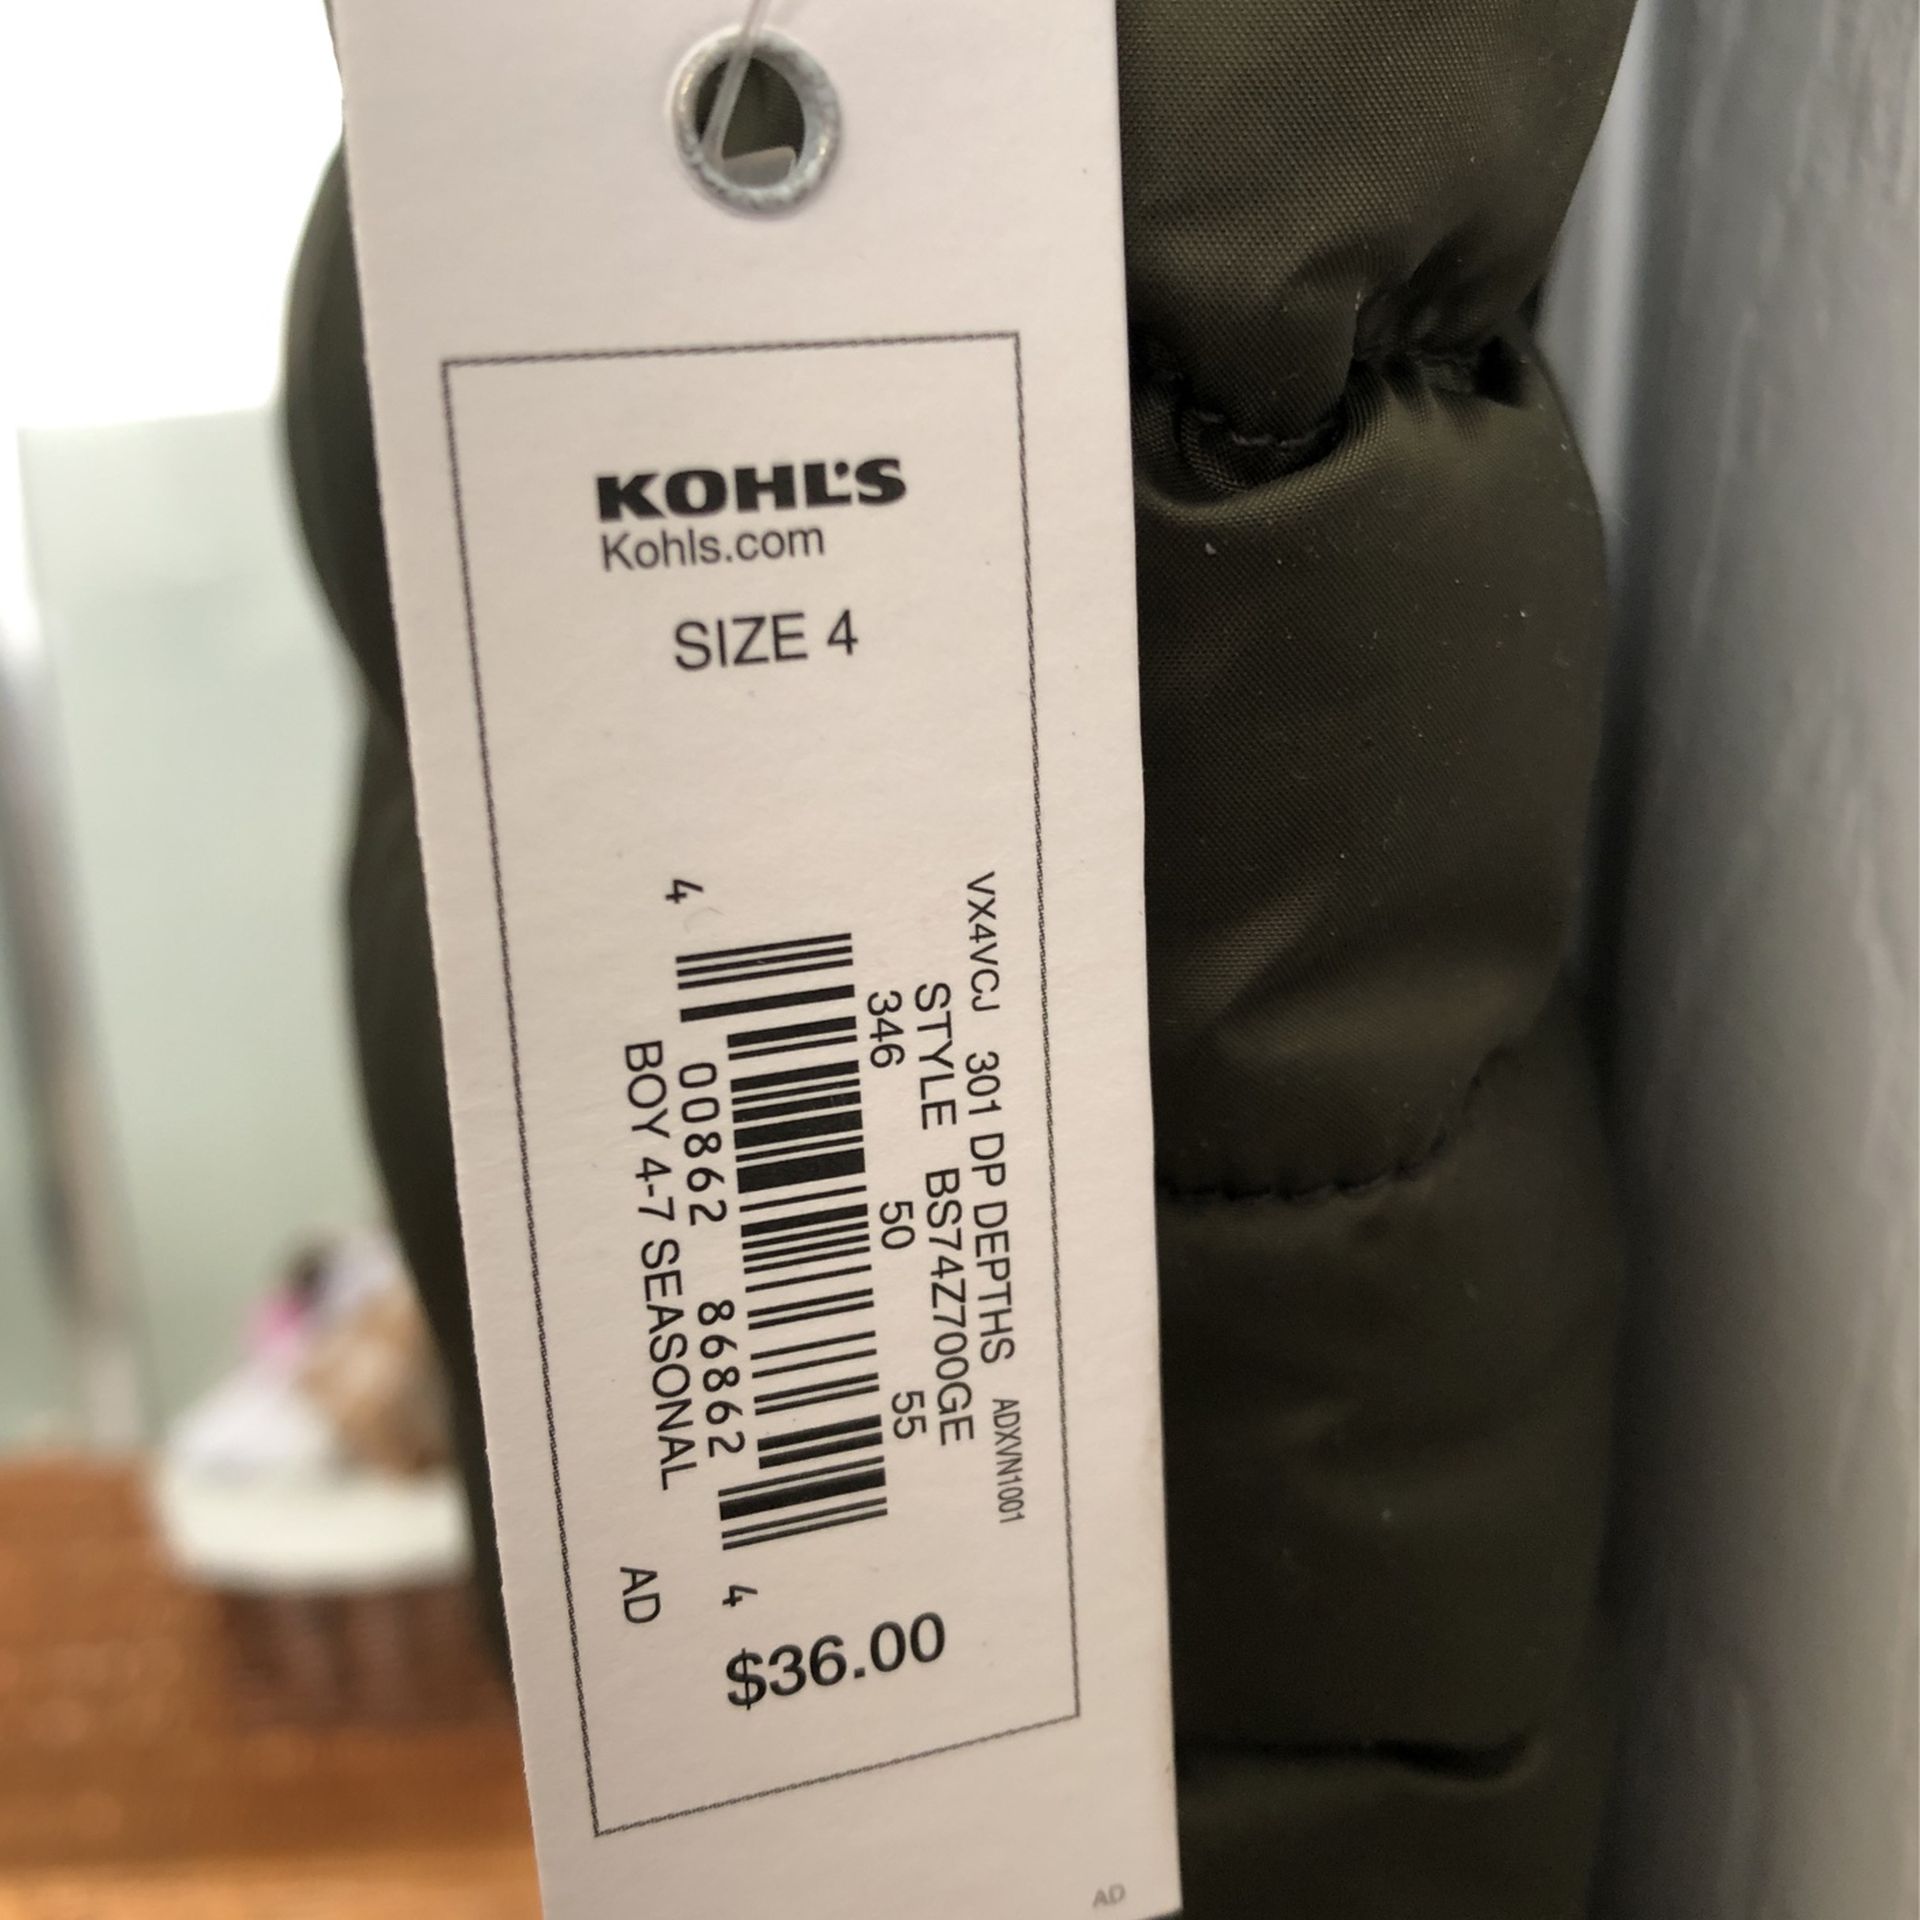 KOHL'S
Kohls.com
SIZE 4
VX4VCJ 301 DP DEPTHS ADXVN1001
STYLE BS74Z700GE
346 50 55
4 00862 86862 4
BOY 4-7 SEASONAL AD
$36.00
AD